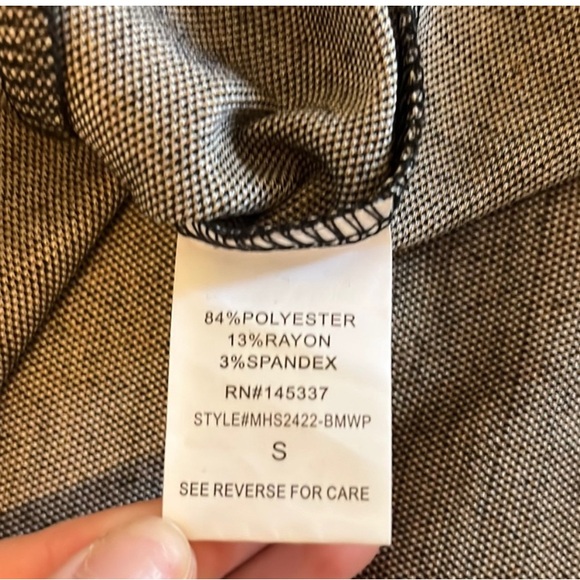 84%POLYESTER
13%RAYON
3%SPANDEX
RN#145337
STYLE#MHS2422-BMWP
S
SEE REVERSE FOR CARE